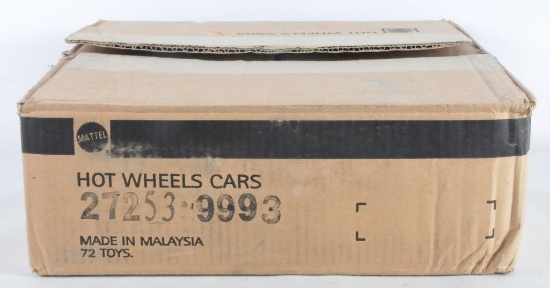 MATTEL
HOT WHEELS CARS
27253-9993
MADE IN MALAYSIA
72 TOYS.